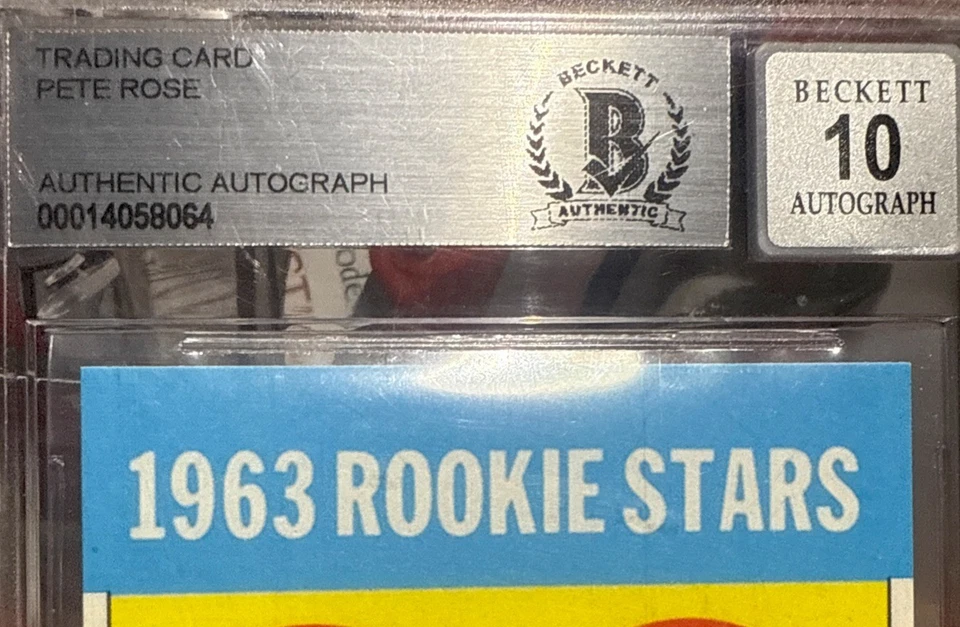 TRADING CARD
PETE ROSE
AUTHENTIC AUTOGRAPH
00014058064
BECKETT
B
AUTHENTIC
BECKETT
10
AUTOGRAPH
1963 ROOKIE STARS